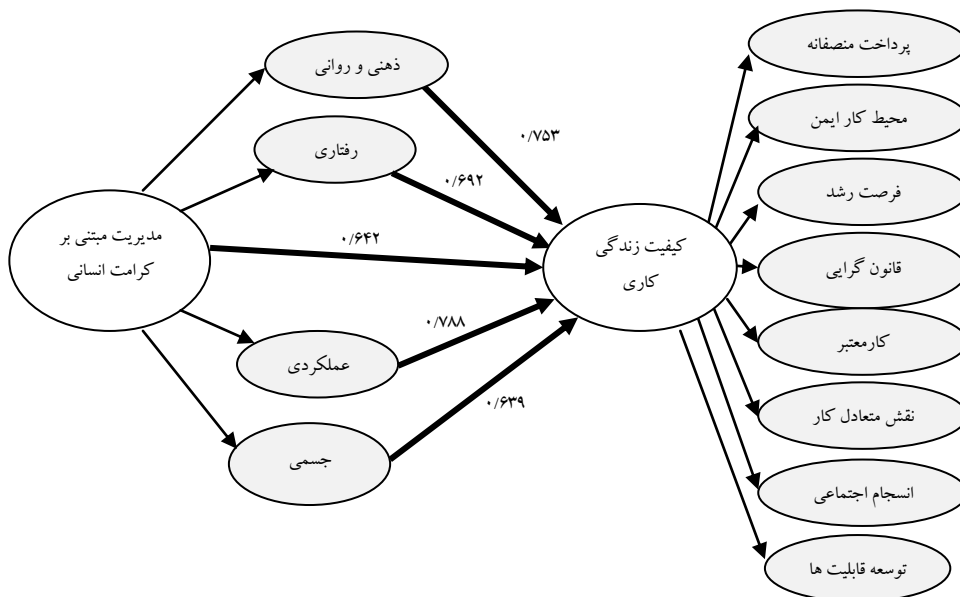 پرداخت منصفانه
ذهنی و روانی
محیط کار ایمن
۰/۷۵۳
رفتاری
۰/۶۹۲
فرصت رشد
مدیریت مبتنی بر
کرامت انسانی
۰/۶۴۲
کیفیت زندگی
کاری
قانون گرایی
۰/۷۸۸
کارمعتبر
عملکردی
۰/۶۳۹
نقش متعادل کار
جسمی
انسجام اجتماعی
توسعه قابلیت ها